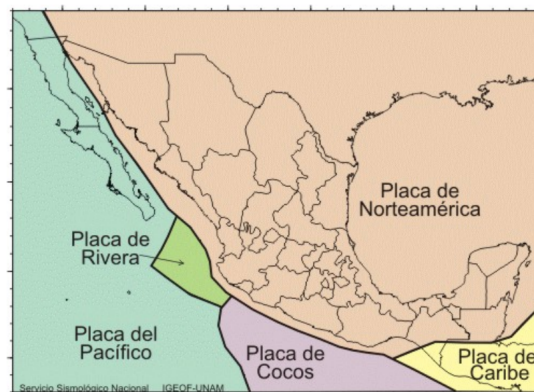 Placa de
Norteamérica
Placa de
Rivera
Placa del
Pacífico
Placa de
Cocos
Placa de
Caribe
Servicio Sismológico Nacional IGEOF-UNAM